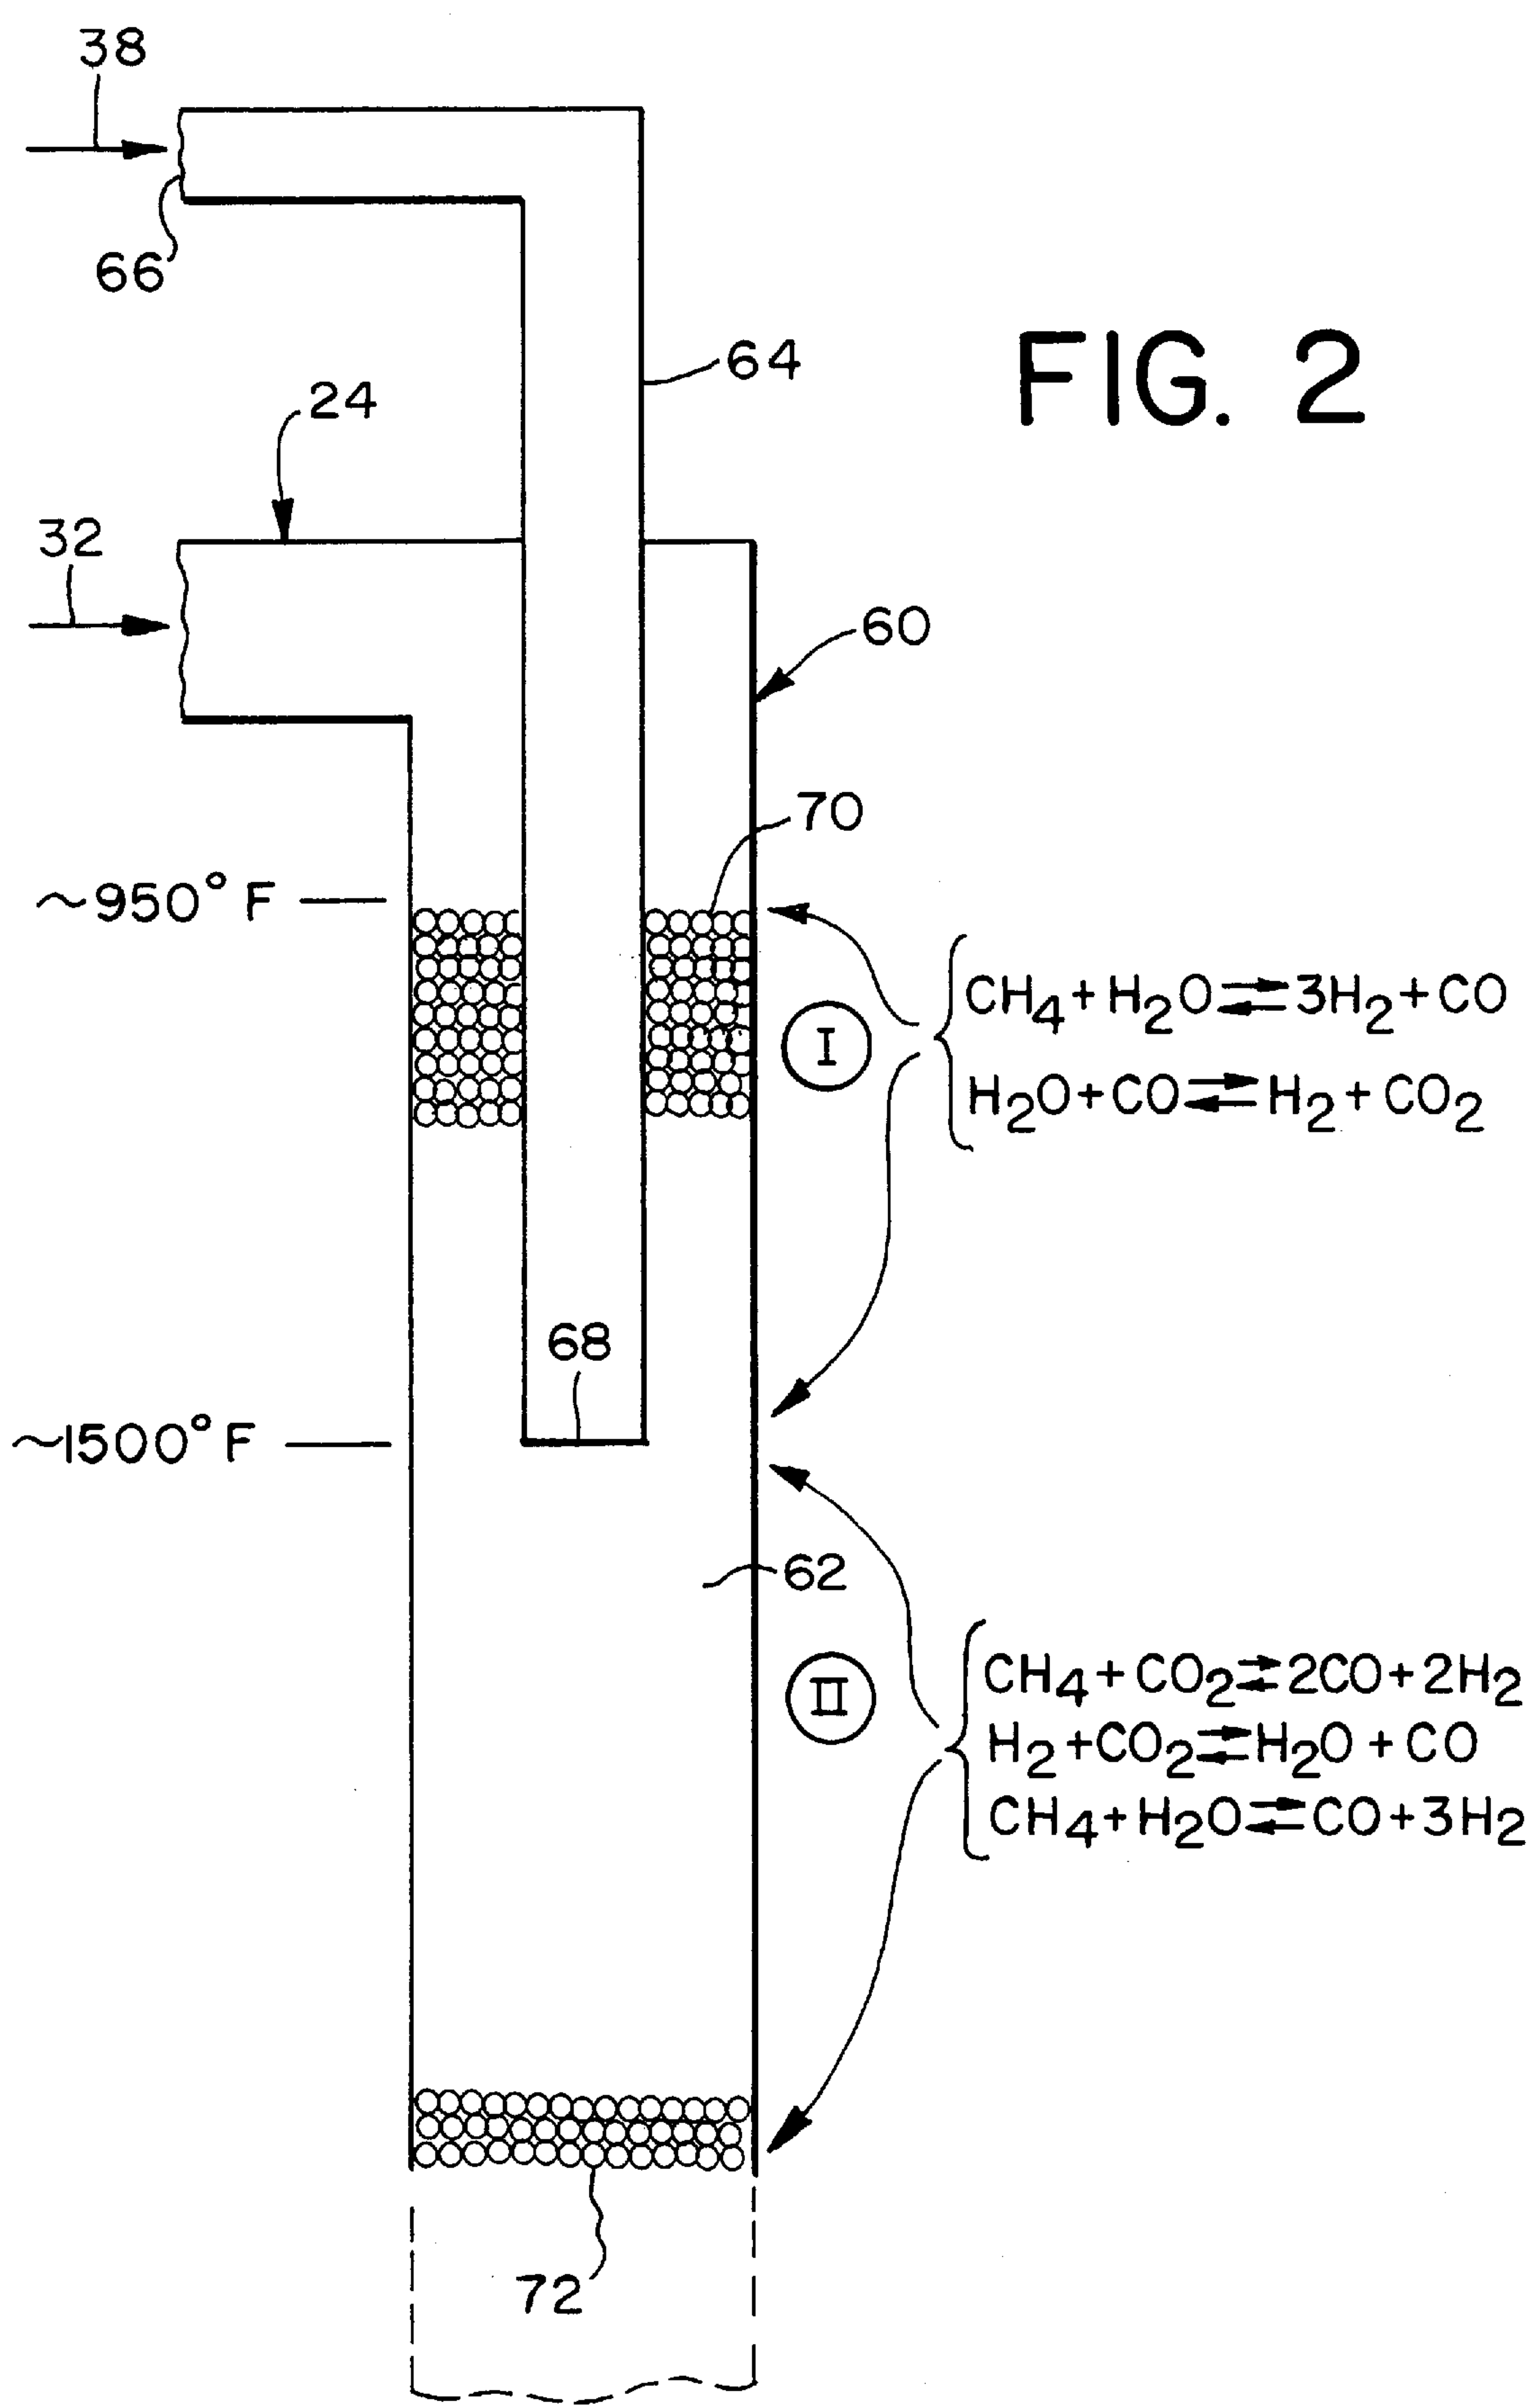 38
66
64
FIG. 2
24
32
60
70
~950°F
I
CH4+H2O⇌3H2+CO
H2O+CO⇌H2+CO2
68
~1500°F
62
II
CH4+CO2⇌2CO+2H2
H2+CO2⇌H2O+CO
CH4+H2O⇌CO+3H2
72